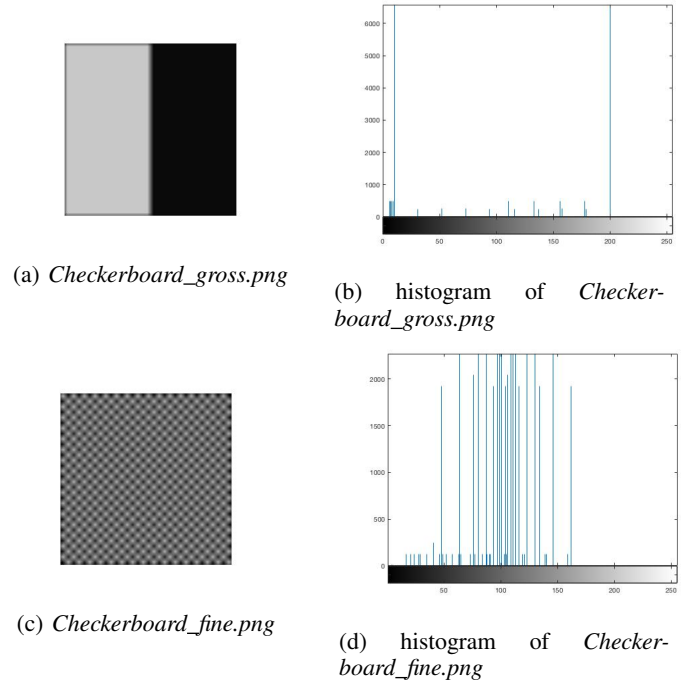 6000
5000
4000
3000
2000
1000
0
0 50 100 150 200 250
(a) Checkerboard_gross.png
(b) histogram of Checker-
board_gross.png
2000
1500
1000
500
0
50 100 150 200 250
(c) Checkerboard_fine.png
(d) histogram of Checker-
board_fine.png